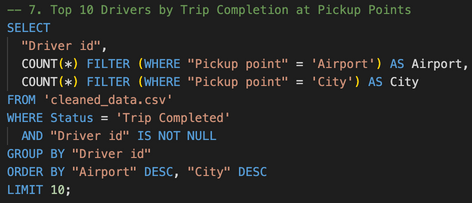 -- 7. Top 10 Drivers by Trip Completion at Pickup Points
SELECT
  "Driver id",
  COUNT(*) FILTER (WHERE "Pickup point" = 'Airport') AS Airport,
  COUNT(*) FILTER (WHERE "Pickup point" = 'City') AS City
FROM 'cleaned_data.csv'
WHERE Status = 'Trip Completed'
  AND "Driver id" IS NOT NULL
GROUP BY "Driver id"
ORDER BY "Airport" DESC, "City" DESC
LIMIT 10;